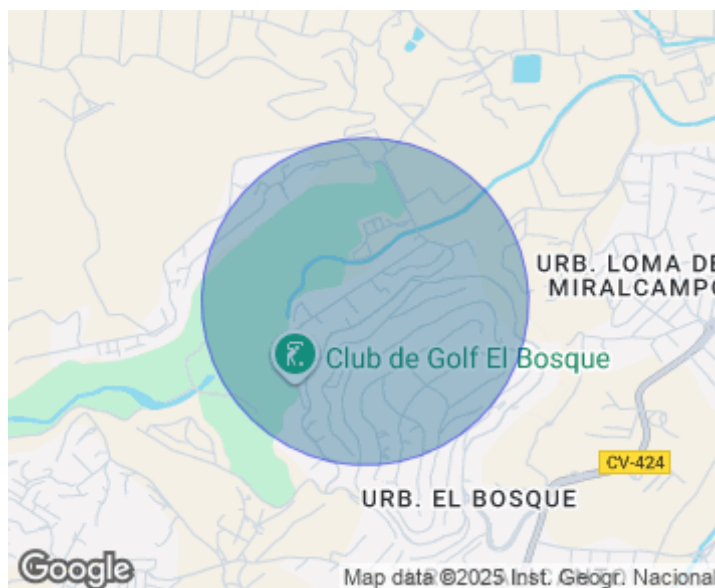 URB. LOMA DE
MIRALCAMPO
Club de Golf El Bosque
CV-424
URB. EL BOSQUE
Google
Map data ©2025 Inst. Geogr. Nacional